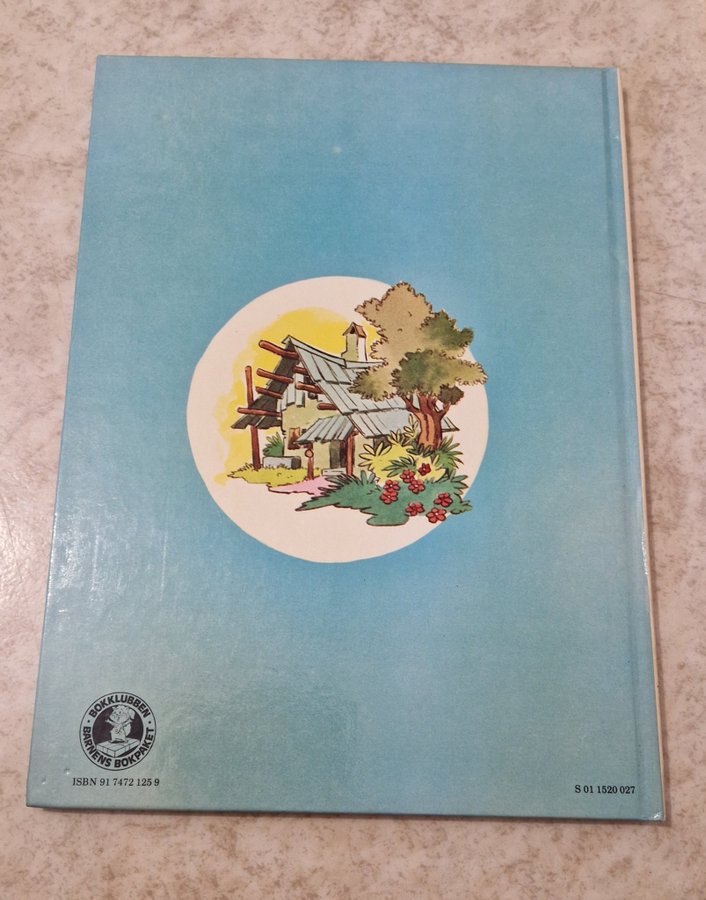 BOKKLUBBEN
BARNENS BOKPAKET
ISBN 91 7472 125 9
S 01 1520 027